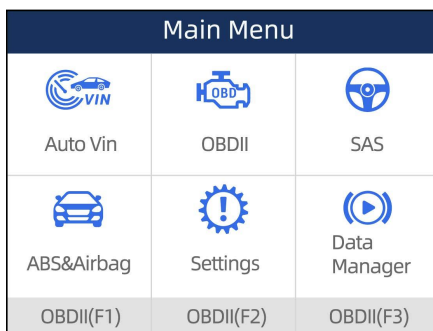 Main Menu
VIN
OBD
Auto Vin
OBDII
SAS
ABS&Airbag
Settings
Data
Manager
OBDII(F1)
OBDII(F2)
OBDII(F3)